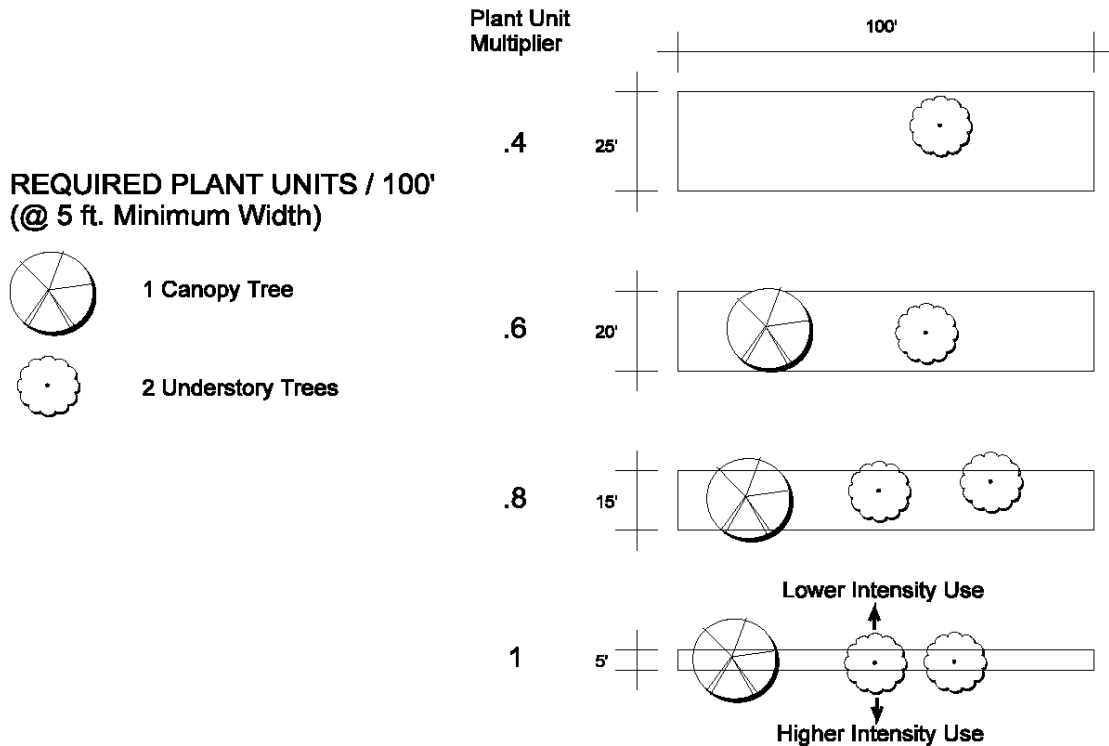 Plant Unit
Multiplier
100'
.4
25'
REQUIRED PLANT UNITS / 100'
(@ 5 ft. Minimum Width)
1 Canopy Tree
2 Understory Trees
.6
20'
.8
15'
Lower Intensity Use
1
5'
Higher Intensity Use